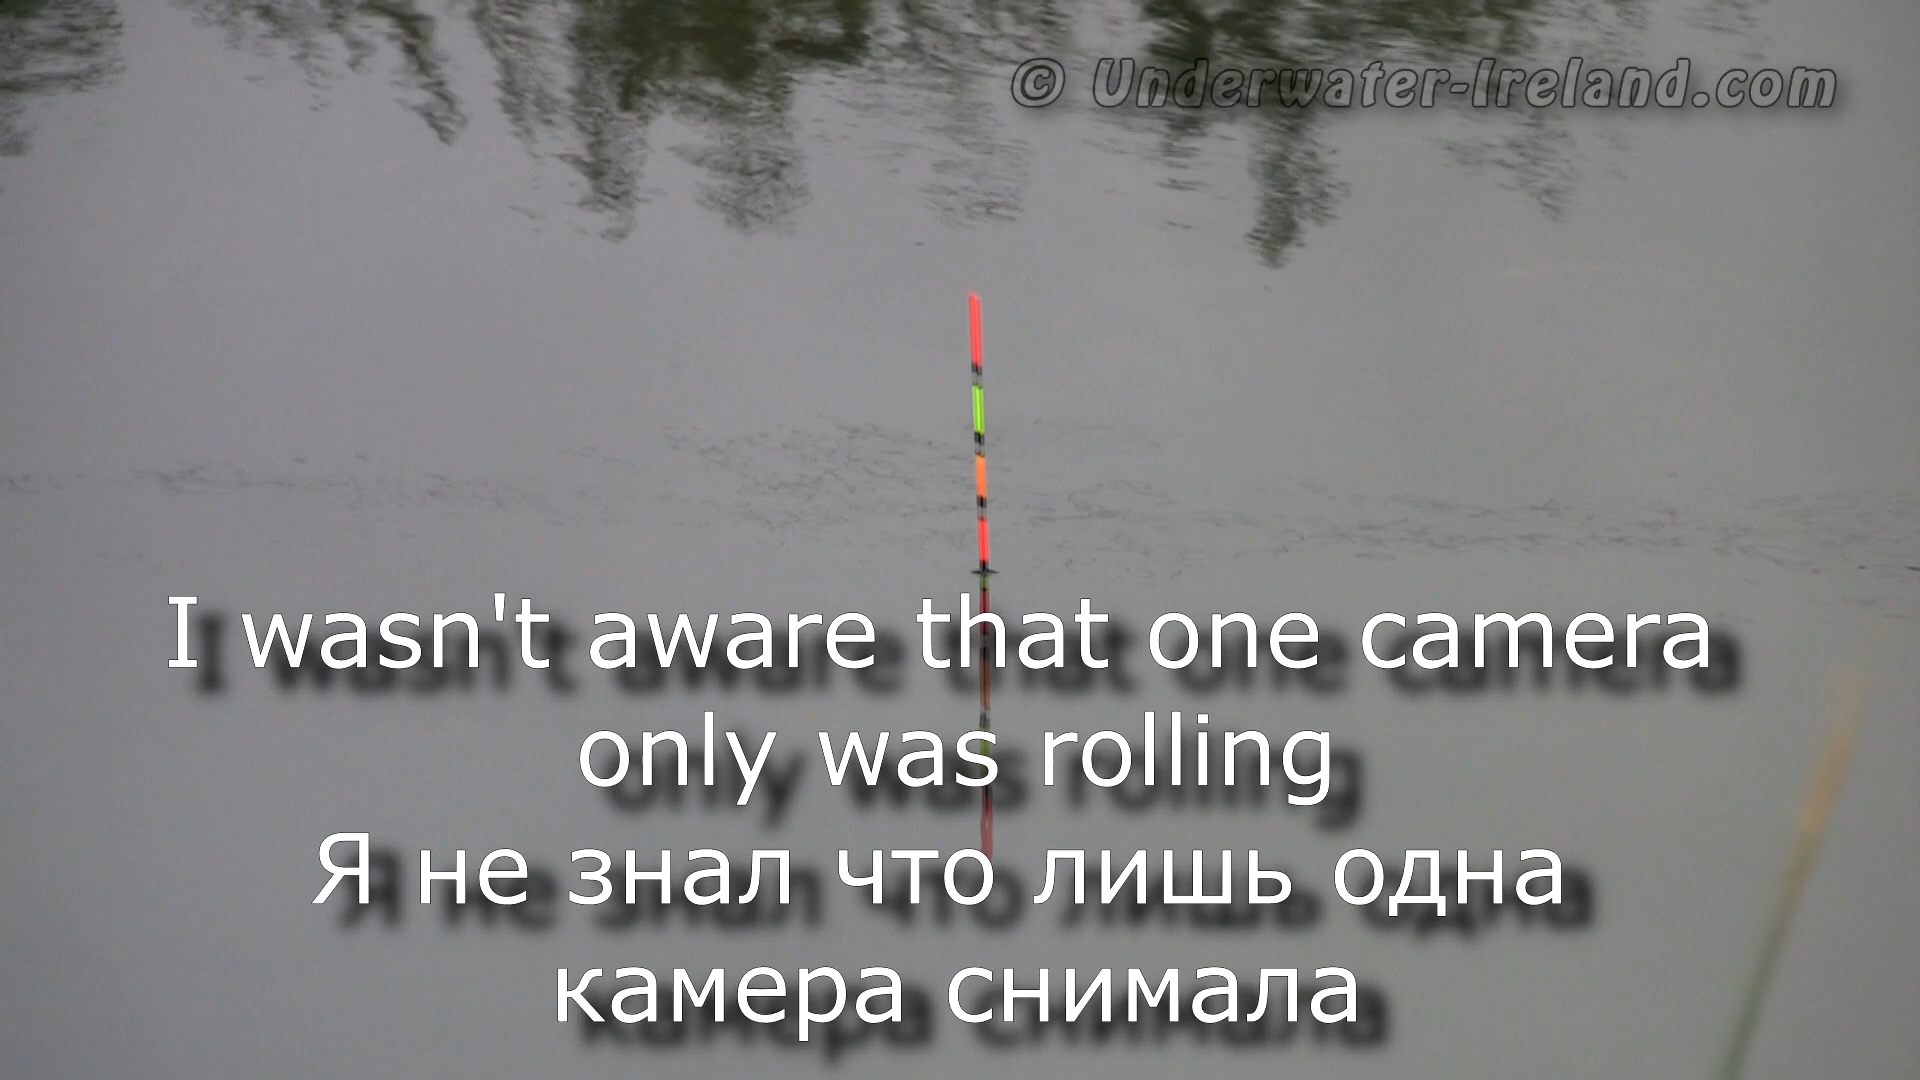 © Underwater-Ireland.com
I wasn't aware that one camera
only was rolling
Я не знал что лишь одна
камера снимала